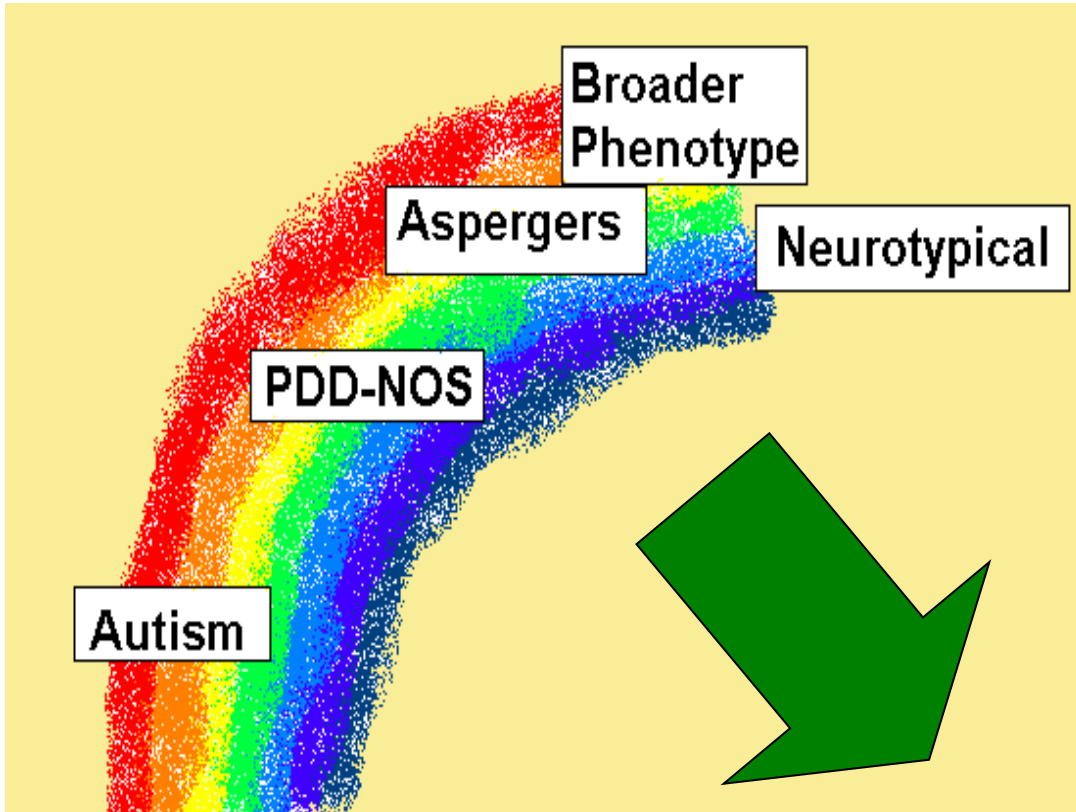 Broader
Phenotype
Aspergers
Neurotypical
PDD-NOS
Autism